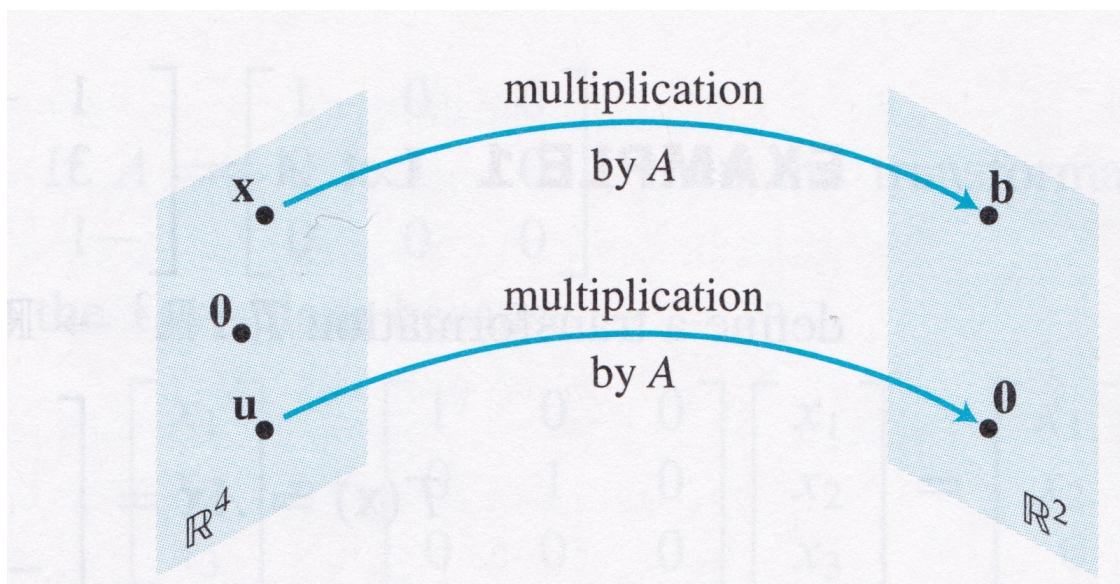 multiplication
by A
x
b
0
multiplication
by A
u
0
ℝ⁴
ℝ²